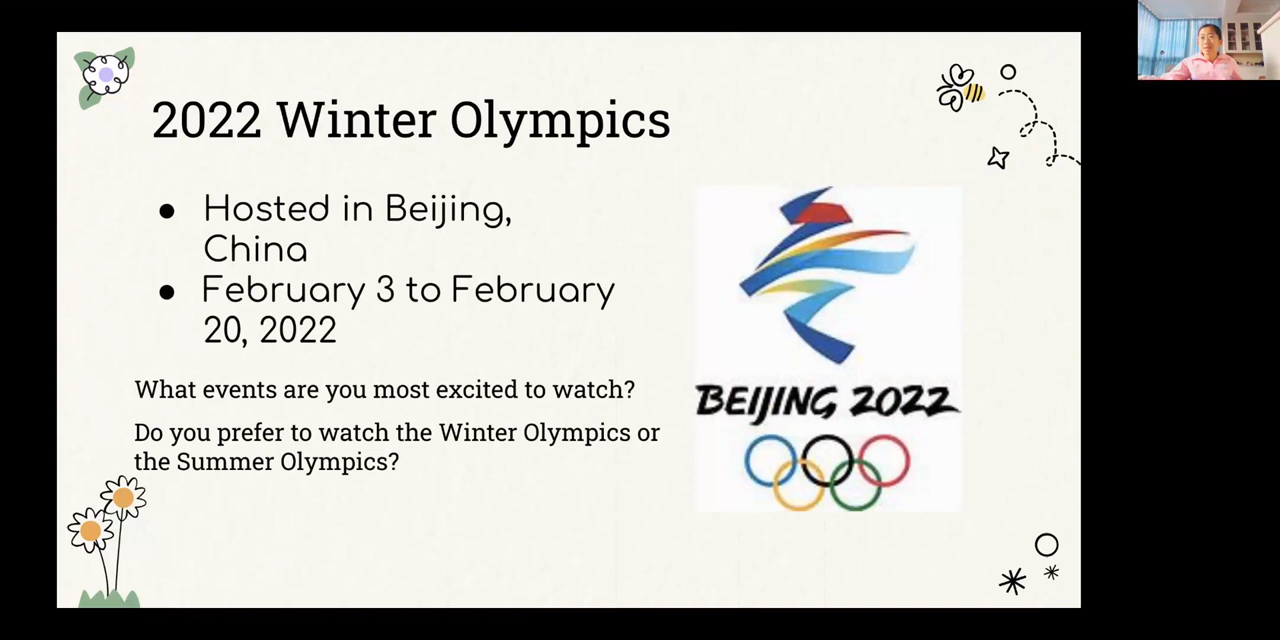 2022 Winter Olympics
● Hosted in Beijing,
China
● February 3 to February
20, 2022
What events are you most excited to watch?
Do you prefer to watch the Winter Olympics or
the Summer Olympics?
BEIJING 2022